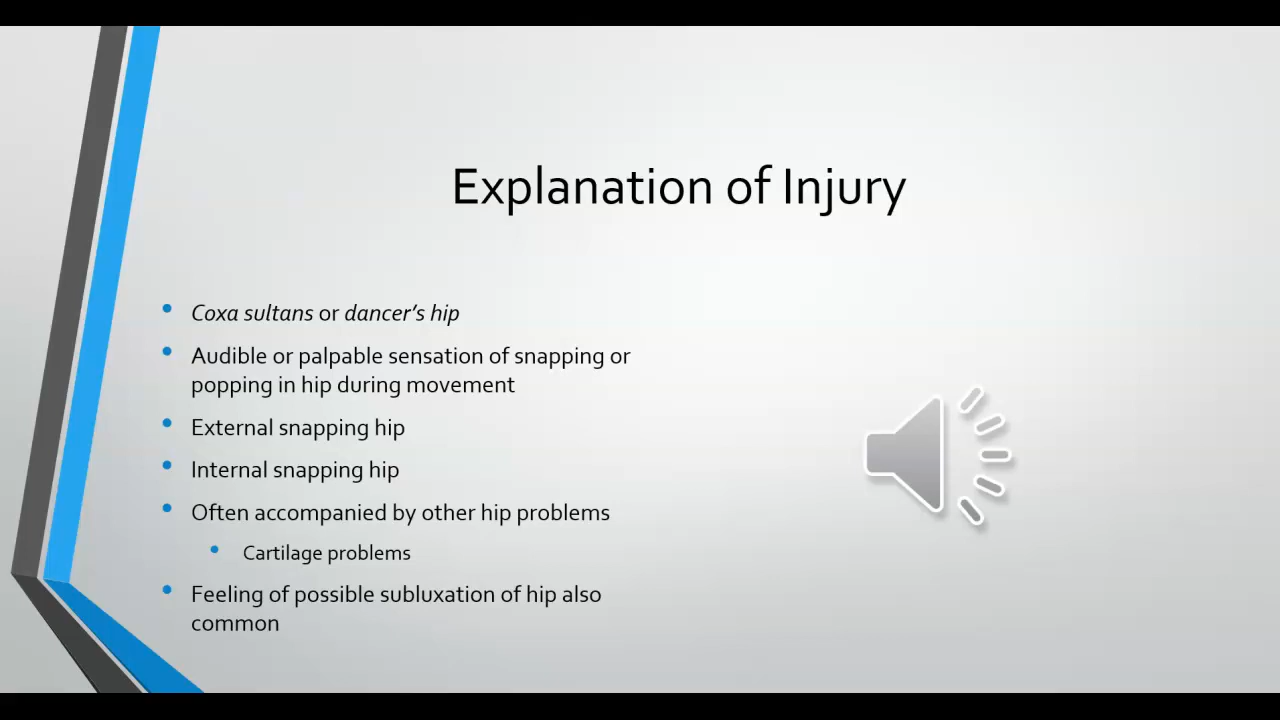 Explanation of Injury
Coxa sultans or dancer's hip
Audible or palpable sensation of snapping or
popping in hip during movement
External snapping hip
Internal snapping hip
Often accompanied by other hip problems
Cartilage problems
Feeling of possible subluxation of hip also
common